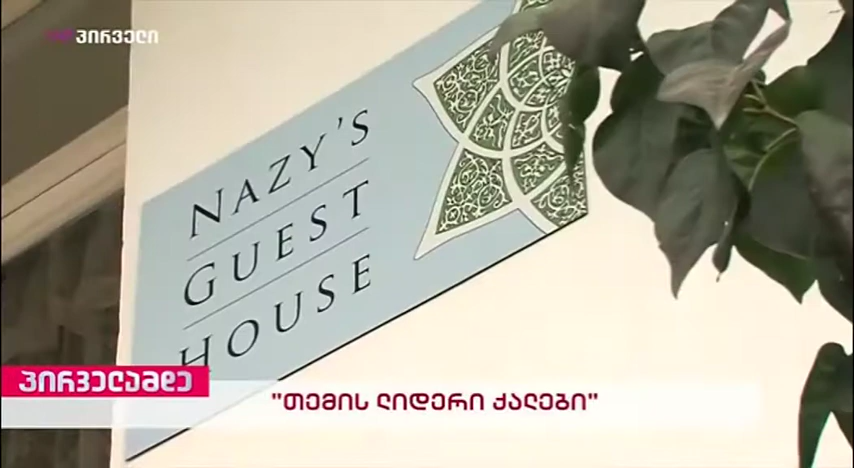 პირველი
NAZY'S
GUEST
HOUSE
პირველამდე
"თემის ლიდერი ქალები"